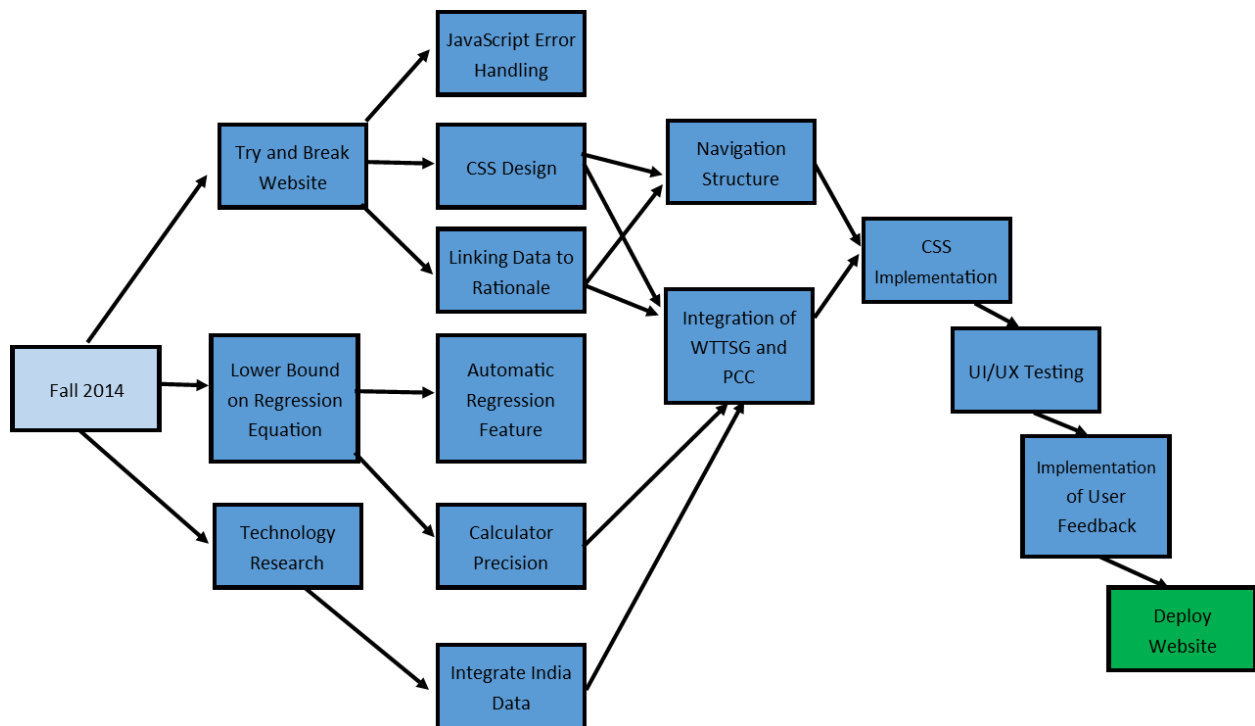 JavaScript Error
Handling
Try and Break
Website
CSS Design
Navigation
Structure
Linking Data to
Rationale
CSS
Implementation
Integration of
WTTSG and
PCC
Fall 2014
Lower Bound
on Regression
Equation
Automatic
Regression
Feature
UI/UX Testing
Implementation
of User
Feedback
Technology
Research
Calculator
Precision
Deploy
Website
Integrate India
Data